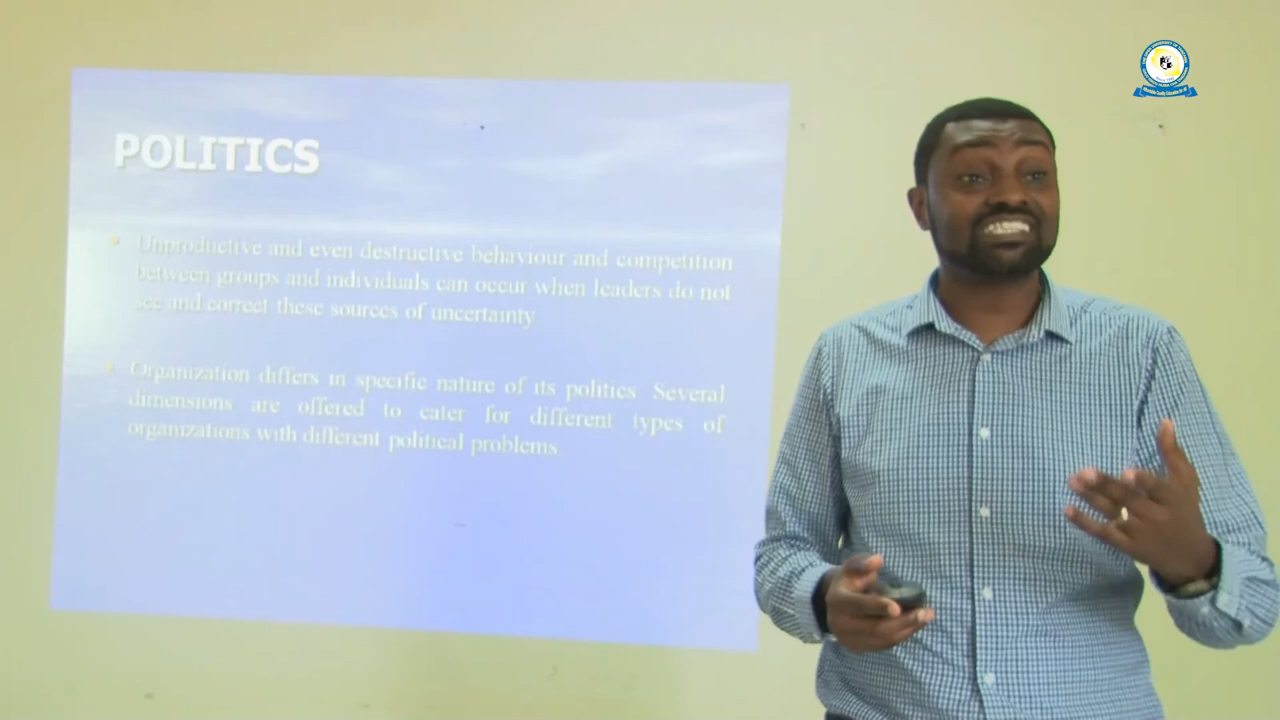 POLITICS
Unproductive and even destructive behaviour and competition
between groups and individuals can occur when leaders do not
see and correct these sources of uncertainty
Organization differs in specific nature of its politics. Several
dimensions are offered to cater for different types of
organizations with different political problems.